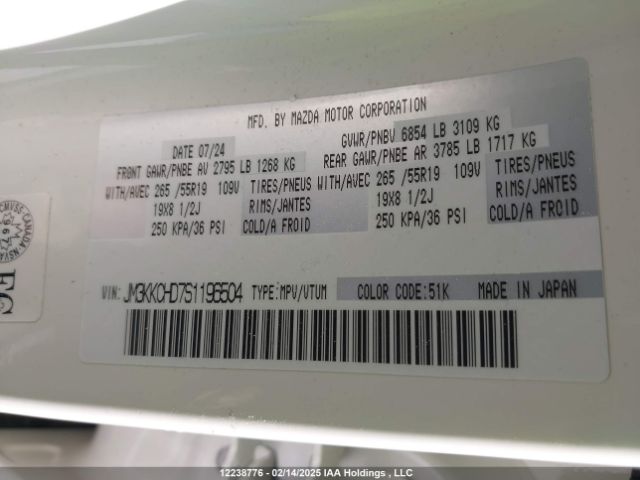 MFD. BY MAZDA MOTOR CORPORATION
DATE 07/24 GVWR/PNBV 6854 LB 3109 KG
FRONT GAWR/PNBE AV 2795 LB 1268 KG REAR GAWR/PNBE AR 3785 LB 1717 KG
WITH/AVEC 265 /55R19 109V TIRES/PNEUS WITH/AVEC 265 /55R19 109V TIRES/PNEUS
19X8 1/2J RIMS/JANTES 19X8 1/2J RIMS/JANTES
250 KPA/36 PSI COLD/A FROID 250 KPA/36 PSI COLD/A FROID
VIN: JM3KKCHD7S1196504 TYPE:MPV/VTUM COLOR CODE:51K MADE IN JAPAN
12238776 - 02/14/2025 IAA Holdings , LLC